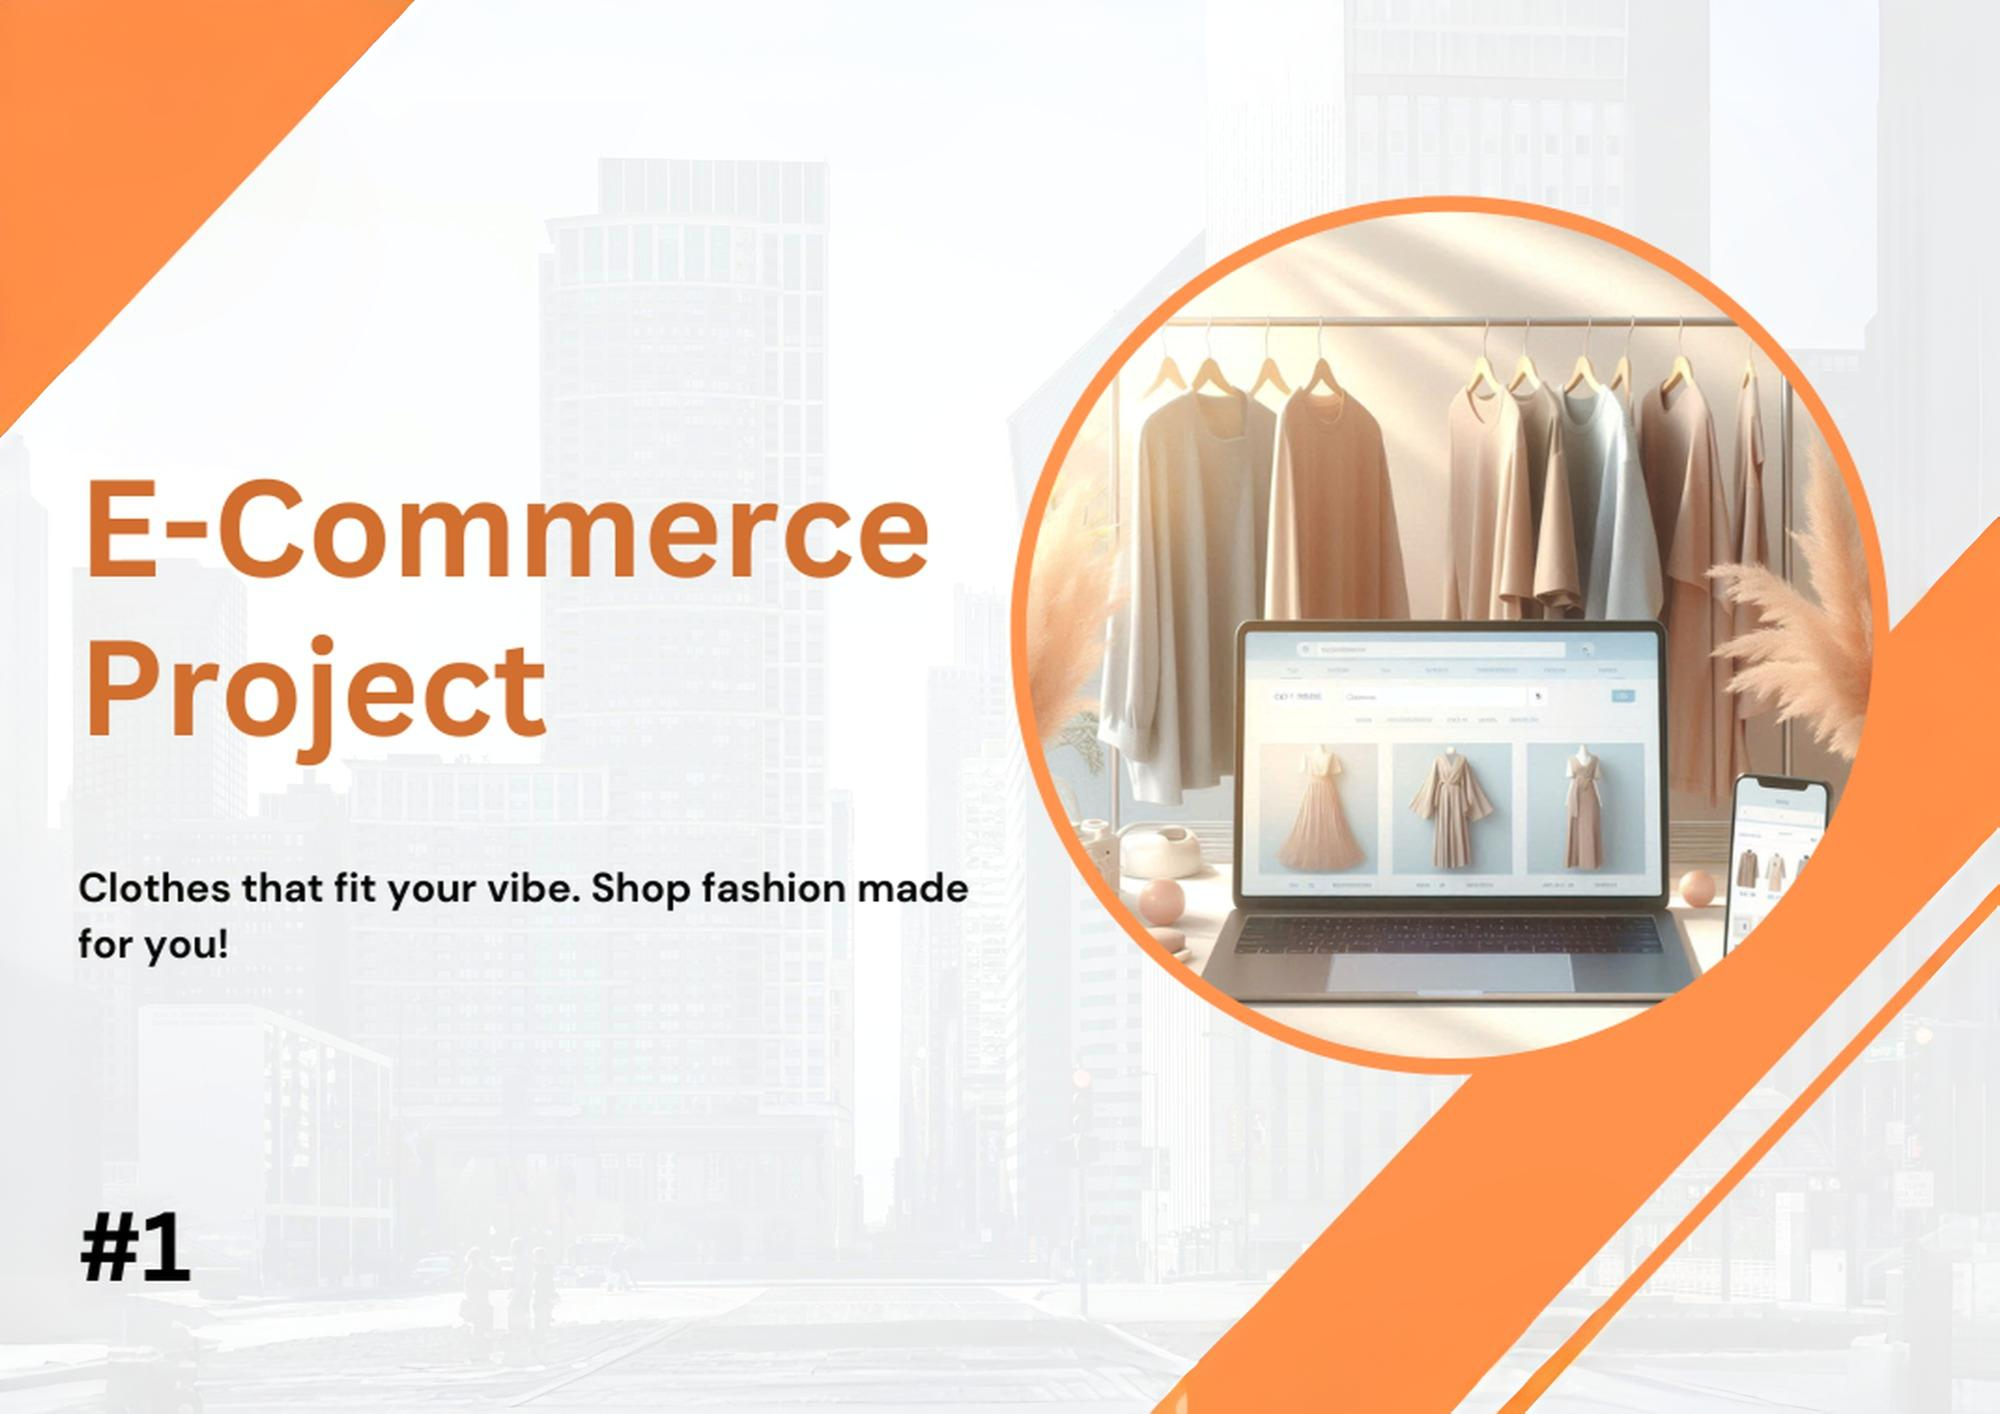 E-Commerce
Project
Clothes that fit your vibe. Shop fashion made
for you!
#1